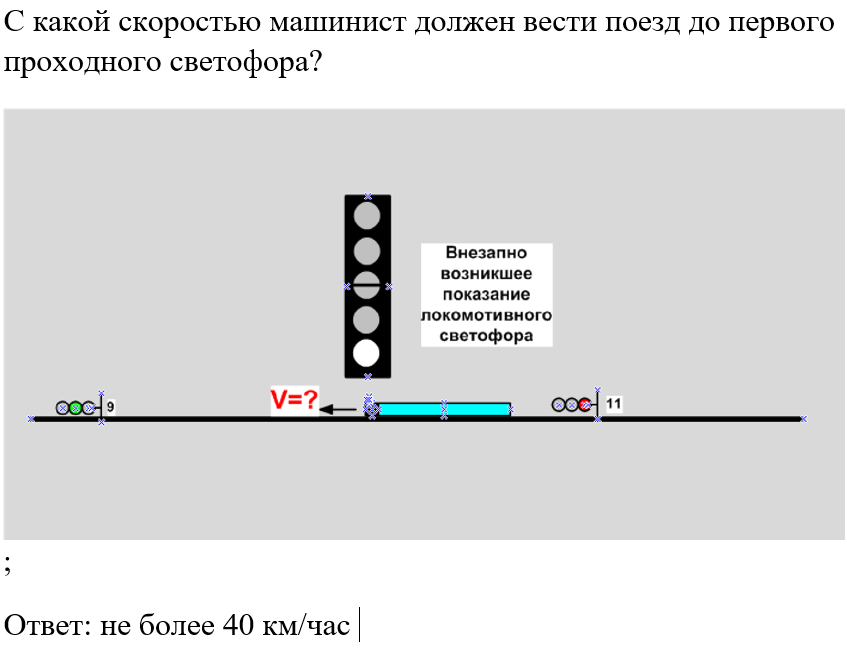 С какой скоростью машинист должен вести поезд до первого
проходного светофора?
Внезапно
возникшее
показание
локомотивного
светофора
V=?
9
11
;
Ответ: не более 40 км/час